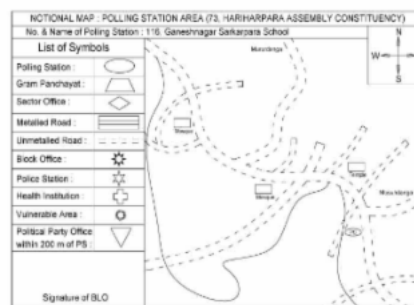 NOTIONAL MAP : POLLING STATION AREA (73, HARIHARPARA ASSEMBLY CONSTITUENCY)
No. & Name of Polling Station : 116, Ganeshnagar Sarkarpara School
List of Symbols
Polling Station :
Gram Panchayat :
Sector Office :
Metalled Road :
Unmetalled Road :
Block Office :
Police Station :
Health Institution :
Vulnerable Area :
Political Party Office
within 200 m of PS :
Signature of BLO
N
W
E
S
Mosque
Mosque